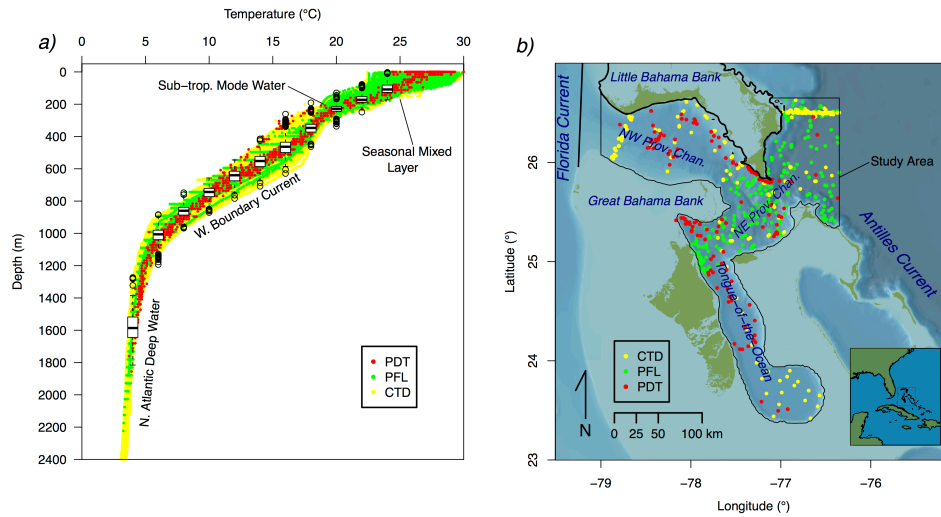 Temperature (°C)
a)
0 5 10 15 20 25 30
0
200
400
600
800
1000
1200
1400
1600
1800
2000
2200
2400
Depth (m)
Sub−trop. Mode Water
Seasonal Mixed
Layer
W. Boundary Current
N. Atlantic Deep Water
PDT
PFL
CTD
b)
Little Bahama Bank
Florida Current
NW Prov. Chan.
Study Area
Great Bahama Bank
NE Prov. Chan.
Antilles Current
Tongue−of−the Ocean
CTD
PFL
PDT
N
0 25 50 100 km
26
25
24
23
Latitude (°)
−79 −78 −77 −76
Longitude (°)